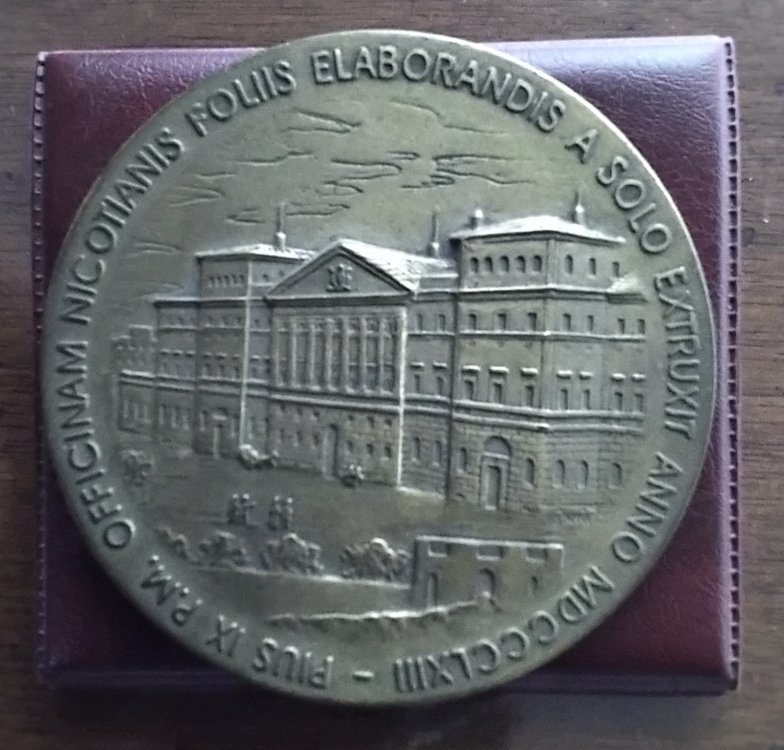 PIUS IX P.M. OFFICINAM NICOTIANIS FOLIIS ELABORANDIS A SOLO EXTRUXIT ANNO MDCCCLXIII –